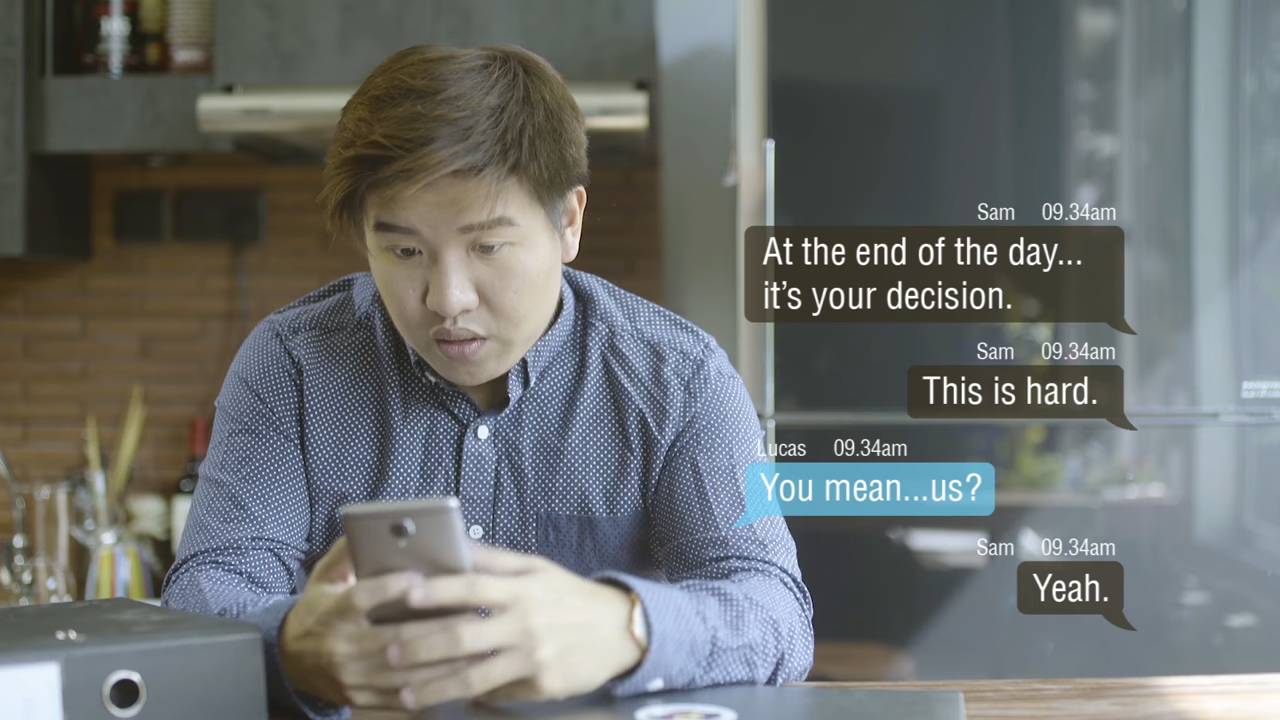 Sam 09.34am
At the end of the day...
it's your decision.
Sam 09.34am
This is hard.
Lucas 09.34am
You mean...us?
Sam 09.34am
Yeah.